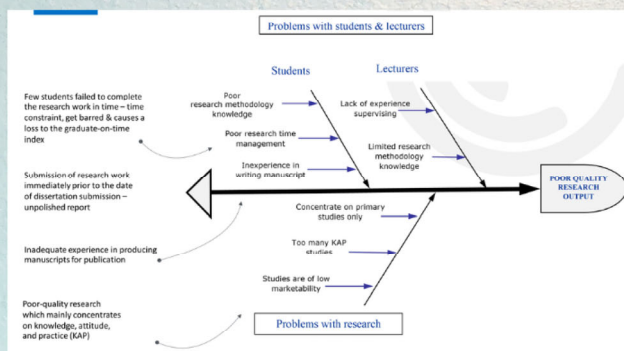 Problems with students & lecturers
Students
Lecturers
Few students failed to complete
the research work in time – time
constraint, get barred & causes a
loss to the graduate-on-time
index
Submission of research work
immediately prior to the date
of dissertation submission –
unpolished report
Inadequate experience in producing
manuscripts for publication
Poor-quality research
which mainly concentrates
on knowledge, attitude,
and practice (KAP)
Poor
research methodology
knowledge
Poor research time
management
Inexperience in
writing manuscript
Lack of experience
supervising
Limited research
methodology
knowledge
POOR QUALITY
RESEARCH
OUTPUT
Concentrate on primary
studies only
Too many KAP
studies
Studies are of low
marketability
Problems with research